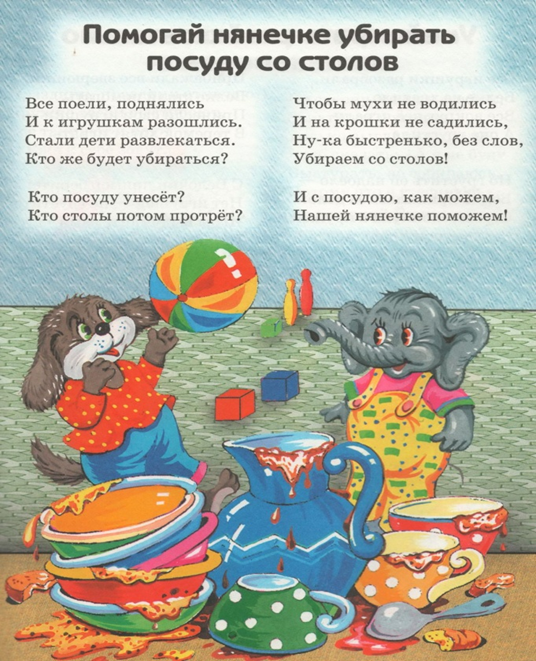 Помогай нянечке убирать
посуду со столов
Все поели, поднялись
И к игрушкам разошлись.
Стали дети развлекаться.
Кто же будет убираться?
Кто посуду унесёт?
Кто столы потом протрёт?
Чтобы мухи не водились
И на крошки не садились,
Ну-ка быстренько, без слов,
Убираем со столов!
И с посудою, как можем,
Нашей нянечке поможем!